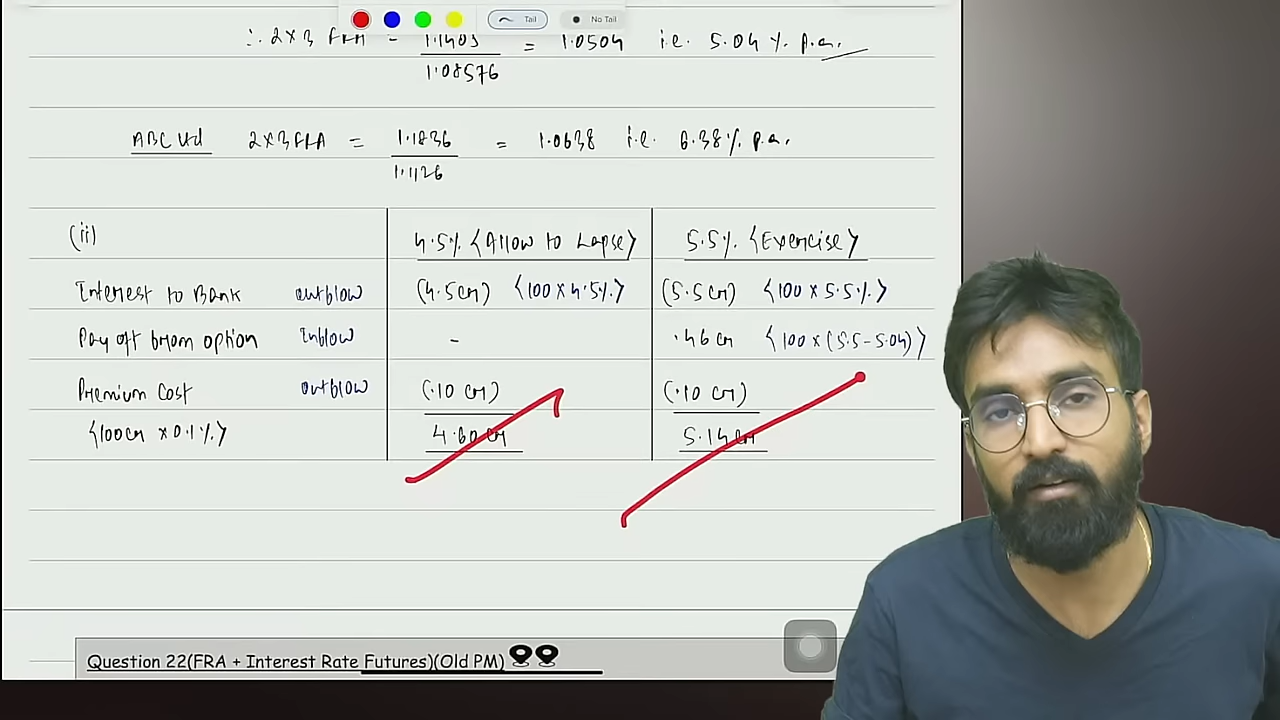 Tail No Tail
∴ 2×3 FRA = 1.1403 / 1.08576 = 1.0504 i.e. 5.04 % p.a.
ABC Ltd 2×3 FRA = 1.1836 / 1.1126 = 1.0638 i.e. 6.38% p.a.
(ii) 4.5% {Allow to Lapse} 5.5% {Exercise}
Interest to Bank outflow (4.5cr) {100 × 4.5%} (5.5cr) {100 × 5.5%}
Pay off from option Inflow - .46 cr {100 × (5.5-5.04)}
Premium Cost outflow (.10 cr) (.10 cr)
{100cr × 0.1%} 4.60 cr 5.14 cr
Question 22(FRA + Interest Rate Futures)(Old PM)